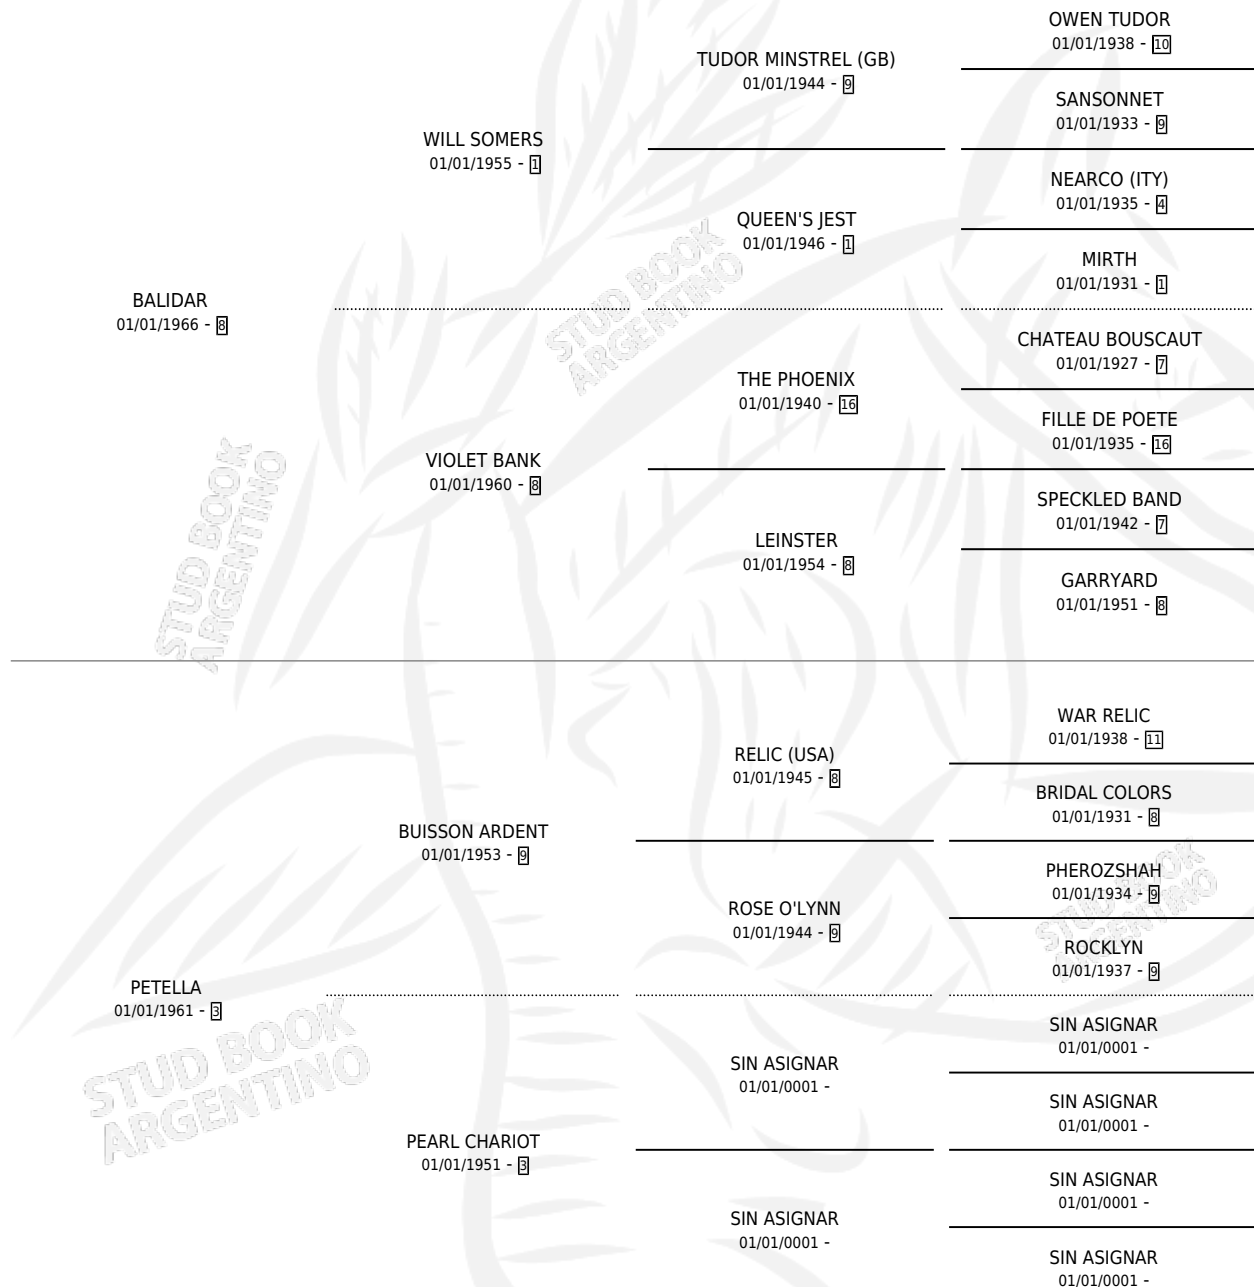 OWEN TUDOR
01/01/1938 - 10
TUDOR MINSTREL (GB)
01/01/1944 - 9
SANSONNET
01/01/1933 - 9
WILL SOMERS
01/01/1955 - 1
NEARCO (ITY)
01/01/1935 - 4
QUEEN'S JEST
01/01/1946 - 1
MIRTH
01/01/1931 - 1
BALIDAR
01/01/1966 - 8
CHATEAU BOUSCAUT
01/01/1927 - 7
THE PHOENIX
01/01/1940 - 16
FILLE DE POETE
01/01/1935 - 16
VIOLET BANK
01/01/1960 - 8
SPECKLED BAND
01/01/1942 - 7
LEINSTER
01/01/1954 - 8
GARRYARD
01/01/1951 - 8
WAR RELIC
01/01/1938 - 11
RELIC (USA)
01/01/1945 - 8
BRIDAL COLORS
01/01/1931 - 8
BUISSON ARDENT
01/01/1953 - 9
PHEROZSHAH
01/01/1934 - 9
ROSE O'LYNN
01/01/1944 - 9
ROCKLYN
01/01/1937 - 9
PETELLA
01/01/1961 - 3
SIN ASIGNAR
01/01/0001 -
SIN ASIGNAR
01/01/0001 -
SIN ASIGNAR
01/01/0001 -
PEARL CHARIOT
01/01/1951 - 3
SIN ASIGNAR
01/01/0001 -
SIN ASIGNAR
01/01/0001 -
SIN ASIGNAR
01/01/0001 -
STUD BOOK
ARGENTINO
STUD BOOK
ARGENTINO
STUD BOOK
ARGENTINO
STUD BOOK
ARGENTINO